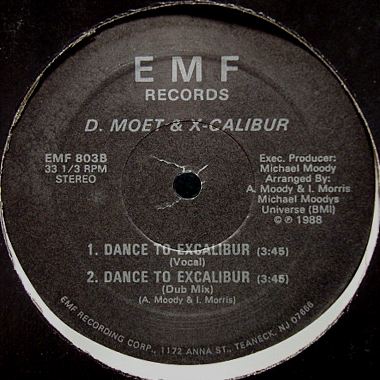 EMF
RECORDS
D. MOET & X-CALIBUR
EMF 803B
33 1/3 RPM
STEREO
Exec. Producer:
Michael Moody
Arranged By:
A. Moody & I. Morris
Michael Moodys
Universe (BMI)
© ℗ 1988
1. DANCE TO EXCALIBUR (3:45)
(Vocal)
2. DANCE TO EXCALIBUR (3:45)
(Dub Mix)
(A. Moody & I. Morris)
EMF RECORDING CORP., 1172 ANNA ST., TEANECK, NJ 07666